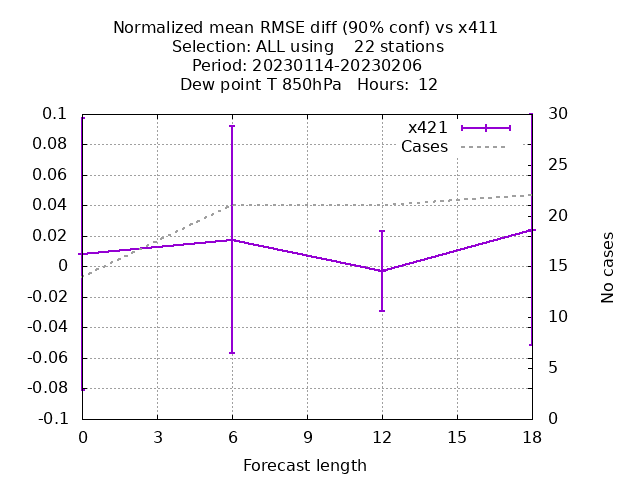 Normalized mean RMSE diff (90% conf) vs x411
Selection: ALL using    22 stations
Period: 20230114-20230206
Dew point T 850hPa   Hours:  12
x421
Cases
0.1
0.08
0.06
0.04
0.02
0
-0.02
-0.04
-0.06
-0.08
-0.1
30
25
20
15
10
5
0
No cases
0 3 6 9 12 15 18
Forecast length